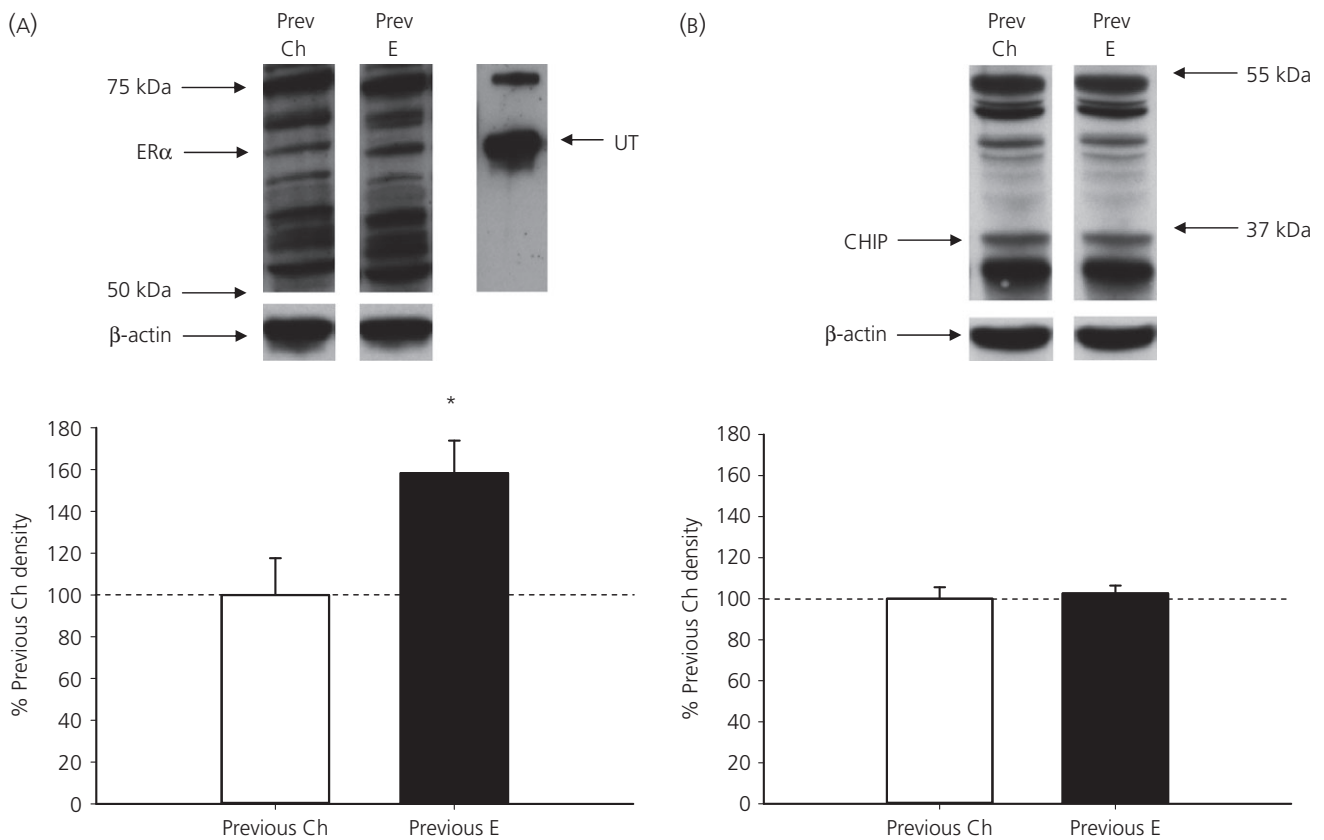 (A)
Prev Prev
Ch E
75 kDa
ERα
UT
50 kDa
β-actin
180
160
140
120
100
80
60
40
20
0
% Previous Ch density
*
Previous Ch Previous E
(B)
Prev Prev
Ch E
55 kDa
37 kDa
CHIP
β-actin
180
160
140
120
100
80
60
40
20
0
% Previous Ch density
Previous Ch Previous E